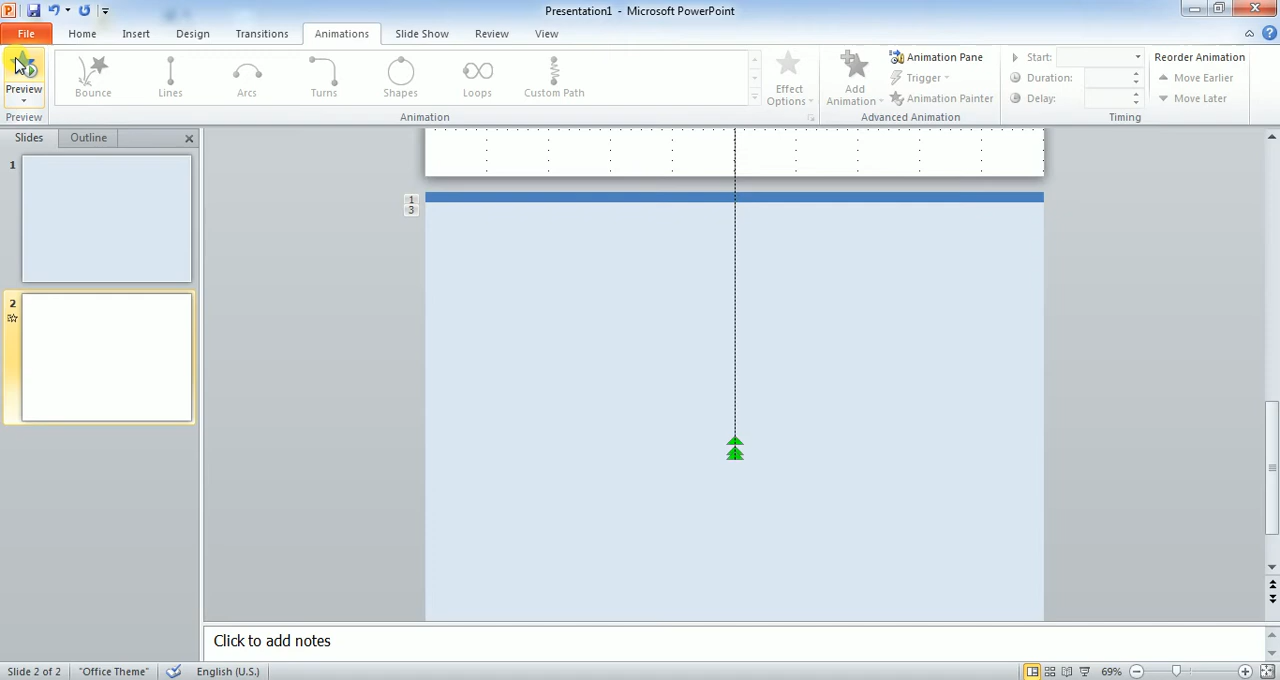 Presentation1 - Microsoft PowerPoint
File Home Insert Design Transitions Animations Slide Show Review View
Preview
Bounce Lines Arcs Turns Shapes Loops Custom Path
Effect Options
Add Animation
Animation Pane
Trigger
Animation Painter
Start:
Duration:
Delay:
Reorder Animation
Move Earlier
Move Later
Preview Animation Advanced Animation Timing
Slides Outline
1
2
1
3
Click to add notes
Slide 2 of 2 "Office Theme" English (U.S.) 69%